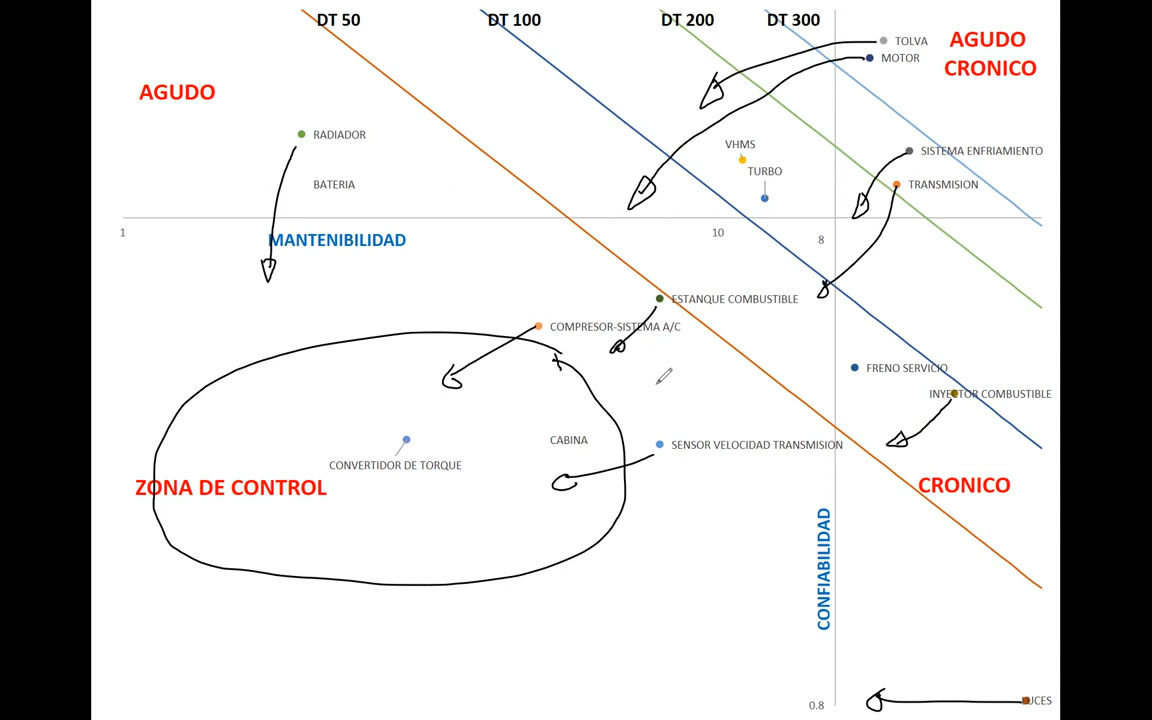 DT 50
DT 100
DT 200
DT 300
TOLVA
MOTOR
AGUDO
CRONICO
AGUDO
RADIADOR
VHMS
TURBO
SISTEMA ENFRIAMIENTO
BATERIA
TRANSMISION
1
MANTENIBILIDAD
10
8
ESTANQUE COMBUSTIBLE
COMPRESOR-SISTEMA A/C
FRENO SERVICIO
INYECTOR COMBUSTIBLE
CABINA
SENSOR VELOCIDAD TRANSMISION
CONVERTIDOR DE TORQUE
ZONA DE CONTROL
CRONICO
CONFIABILIDAD
0.8
LUCES